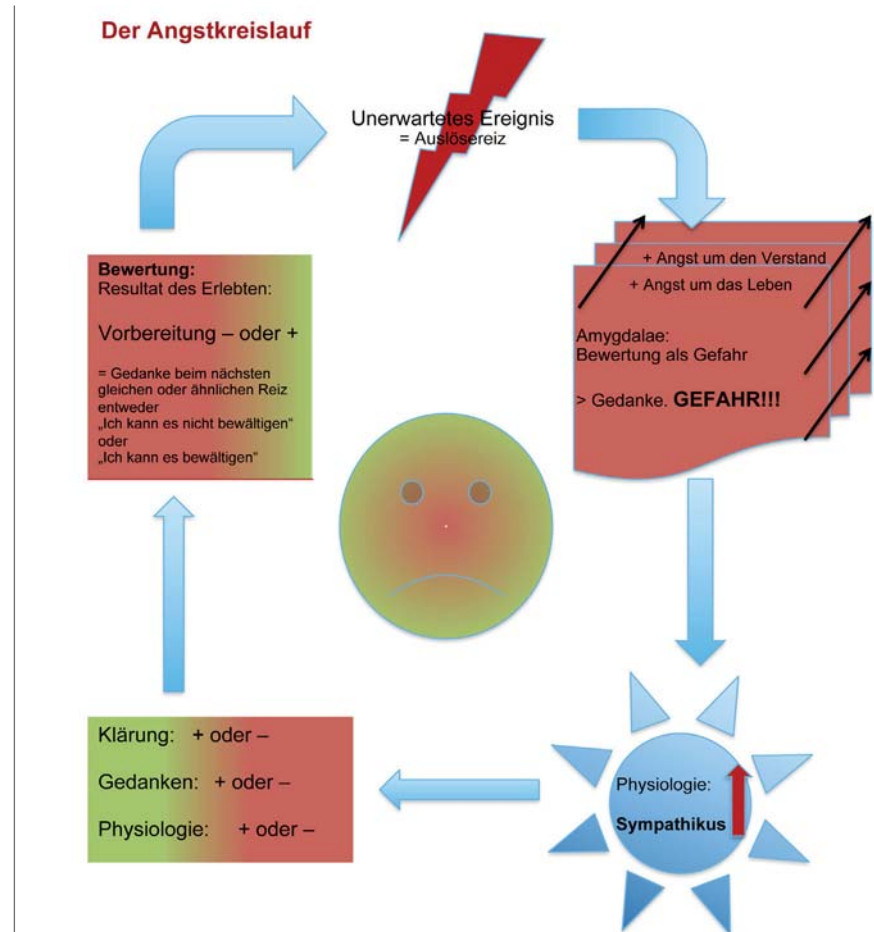 Der Angstkreislauf
Unerwartetes Ereignis
= Auslösereiz
+ Angst um den Verstand
+ Angst um das Leben
Amygdalae:
Bewertung als Gefahr
> Gedanke. GEFAHR!!!
Physiologie:
Sympathikus
Klärung: + oder –
Gedanken: + oder –
Physiologie: + oder –
Bewertung:
Resultat des Erlebten:
Vorbereitung – oder +
= Gedanke beim nächsten
gleichen oder ähnlichen Reiz
entweder
„Ich kann es nicht bewältigen“
oder
„Ich kann es bewältigen“